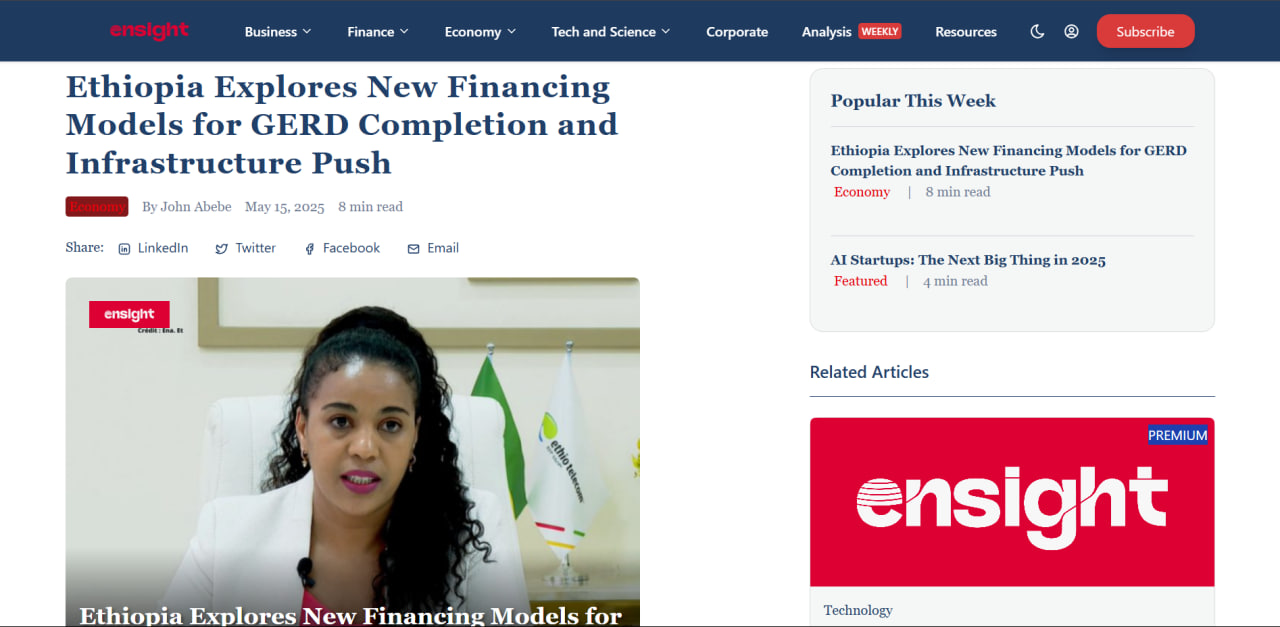 ensight
Business Finance Economy Tech and Science Corporate Analysis WEEKLY Resources Subscribe
Ethiopia Explores New Financing
Models for GERD Completion and
Infrastructure Push
Economy By John Abebe May 15, 2025 8 min read
Share: LinkedIn Twitter Facebook Email
ensight
Crédit : Ena. Et
ethio telecom
Ethiopia Explores New Financing Models for
Popular This Week
Ethiopia Explores New Financing Models for GERD
Completion and Infrastructure Push
Economy | 8 min read
AI Startups: The Next Big Thing in 2025
Featured | 4 min read
Related Articles
PREMIUM
ensight
Technology